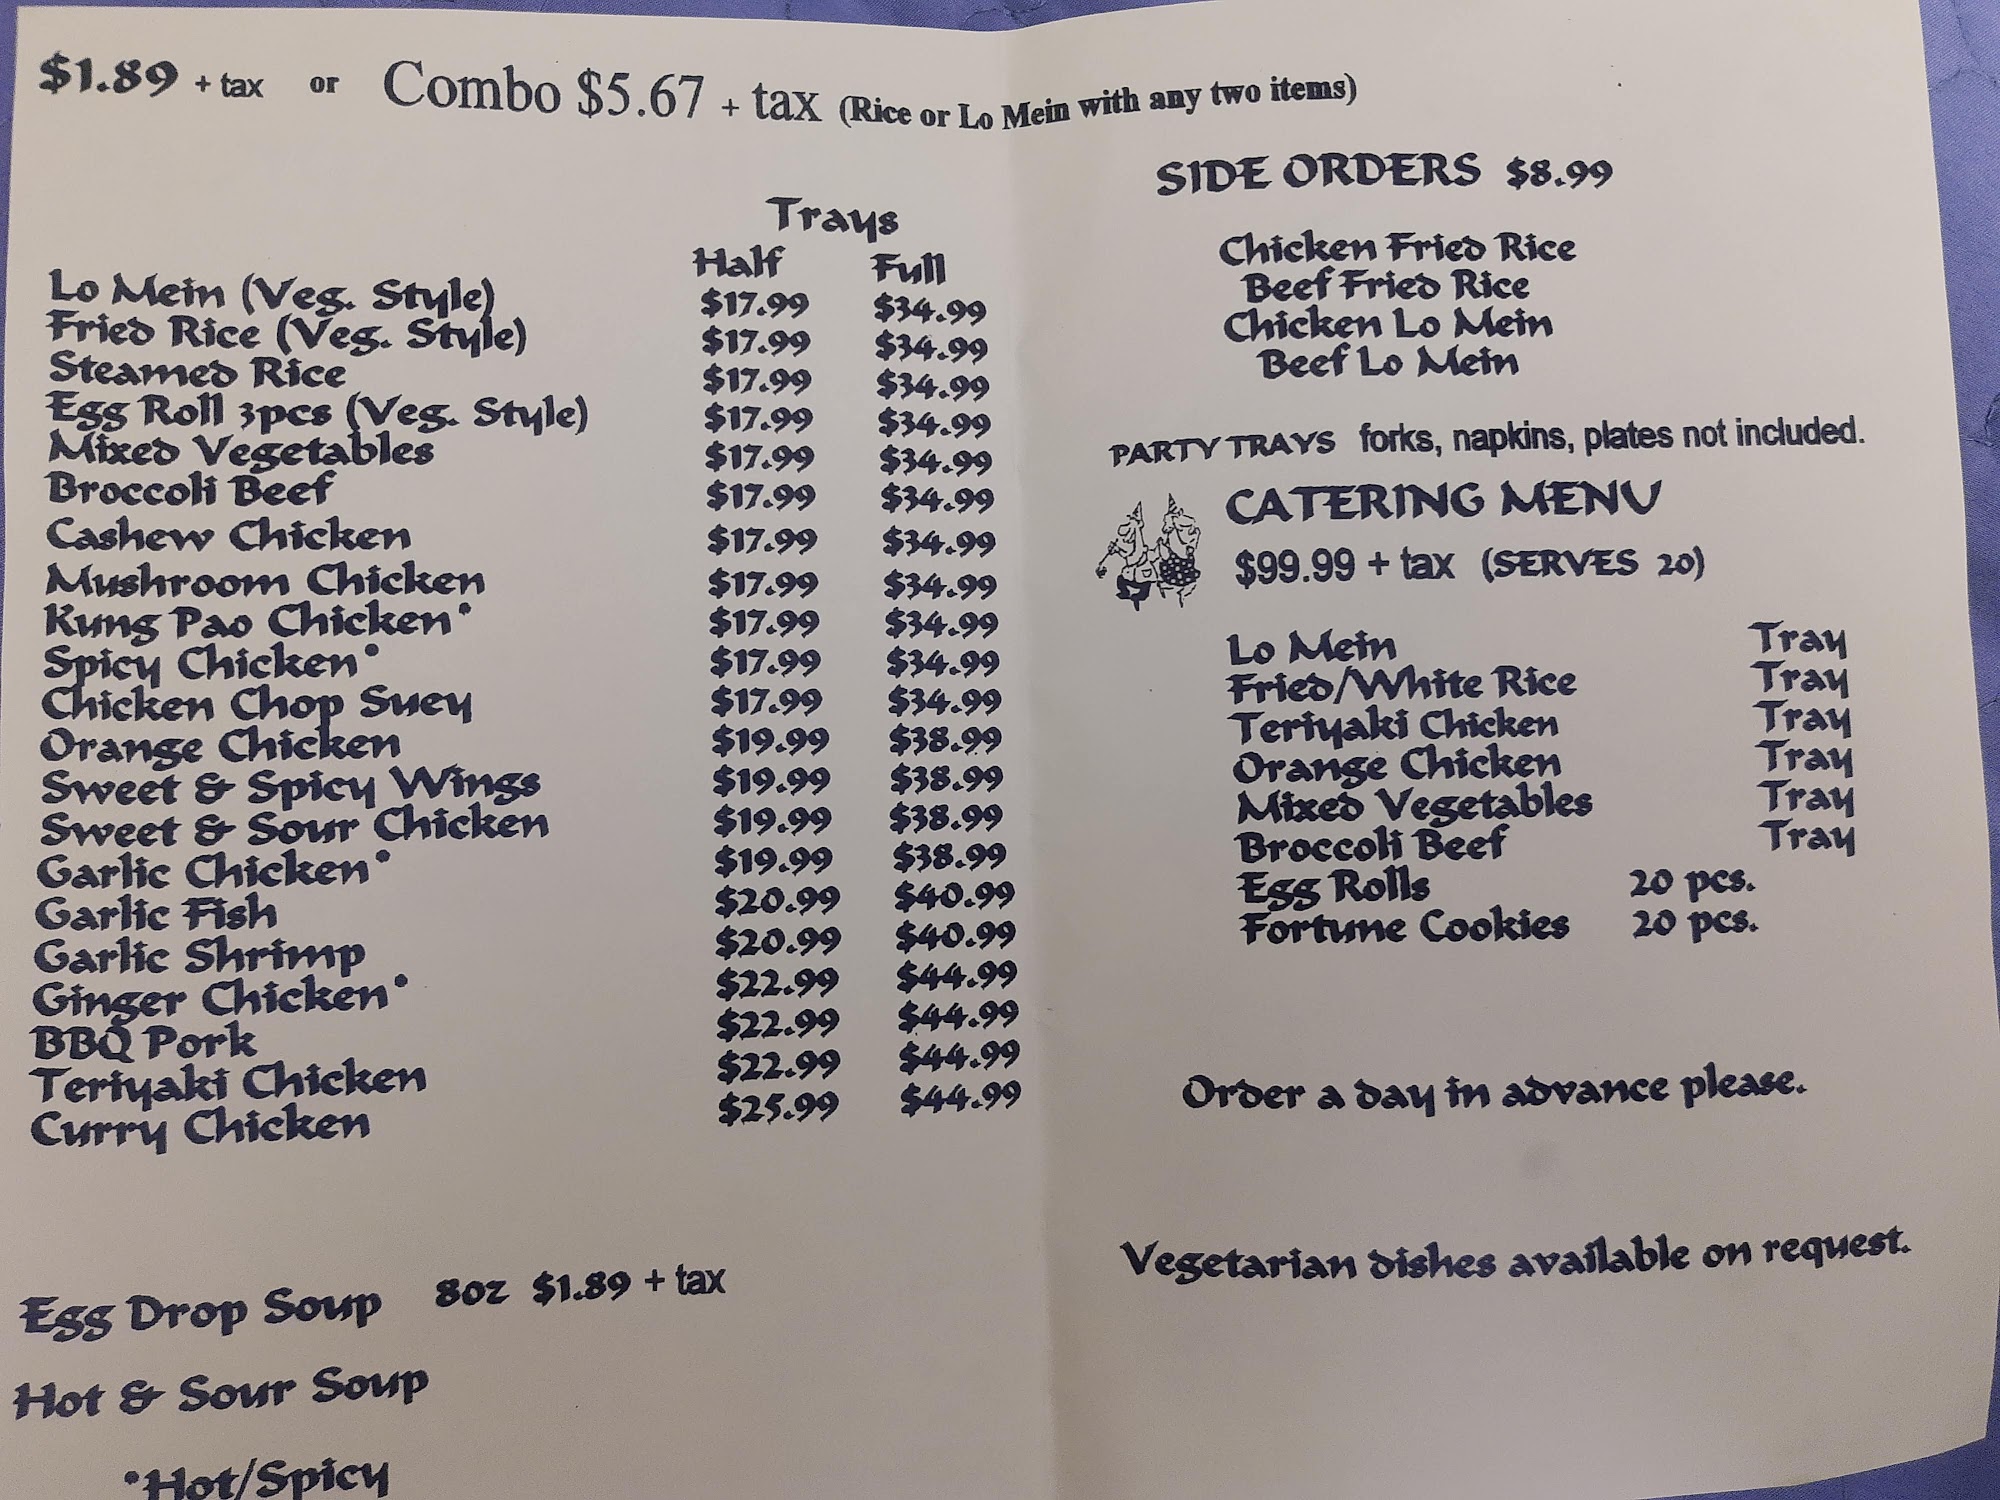 $1.89 + tax or Combo $5.67 + tax (Rice or Lo Mein with any two items)
Trays
Half Full
Lo Mein (Veg. Style) $17.99 $34.99
Fried Rice (Veg. Style) $17.99 $34.99
Steamed Rice $17.99 $34.99
Egg Roll 3pcs (Veg. Style) $17.99 $34.99
Mixed Vegetables $17.99 $34.99
Broccoli Beef $17.99 $34.99
Cashew Chicken $17.99 $34.99
Mushroom Chicken $17.99 $34.99
Kung Pao Chicken* $17.99 $34.99
Spicy Chicken* $17.99 $34.99
Chicken Chop Suey $17.99 $34.99
Orange Chicken $19.99 $38.99
Sweet & Spicy Wings $19.99 $38.99
Sweet & Sour Chicken $19.99 $38.99
Garlic Chicken* $19.99 $38.99
Garlic Fish $20.99 $40.99
Garlic Shrimp $20.99 $40.99
Ginger Chicken* $22.99 $44.99
BBQ Pork $22.99 $44.99
Teriyaki Chicken $22.99 $44.99
Curry Chicken $25.99 $44.99
Egg Drop Soup 8oz $1.89 + tax
Hot & Sour Soup
*Hot/Spicy
SIDE ORDERS $8.99
Chicken Fried Rice
Beef Fried Rice
Chicken Lo Mein
Beef Lo Mein
PARTY TRAYS forks, napkins, plates not included.
CATERING MENU
$99.99 + tax (SERVES 20)
Lo Mein Tray
Fried/White Rice Tray
Teriyaki Chicken Tray
Orange Chicken Tray
Mixed Vegetables Tray
Broccoli Beef Tray
Egg Rolls 20 pcs.
Fortune Cookies 20 pcs.
Order a day in advance please.
Vegetarian dishes available on request.